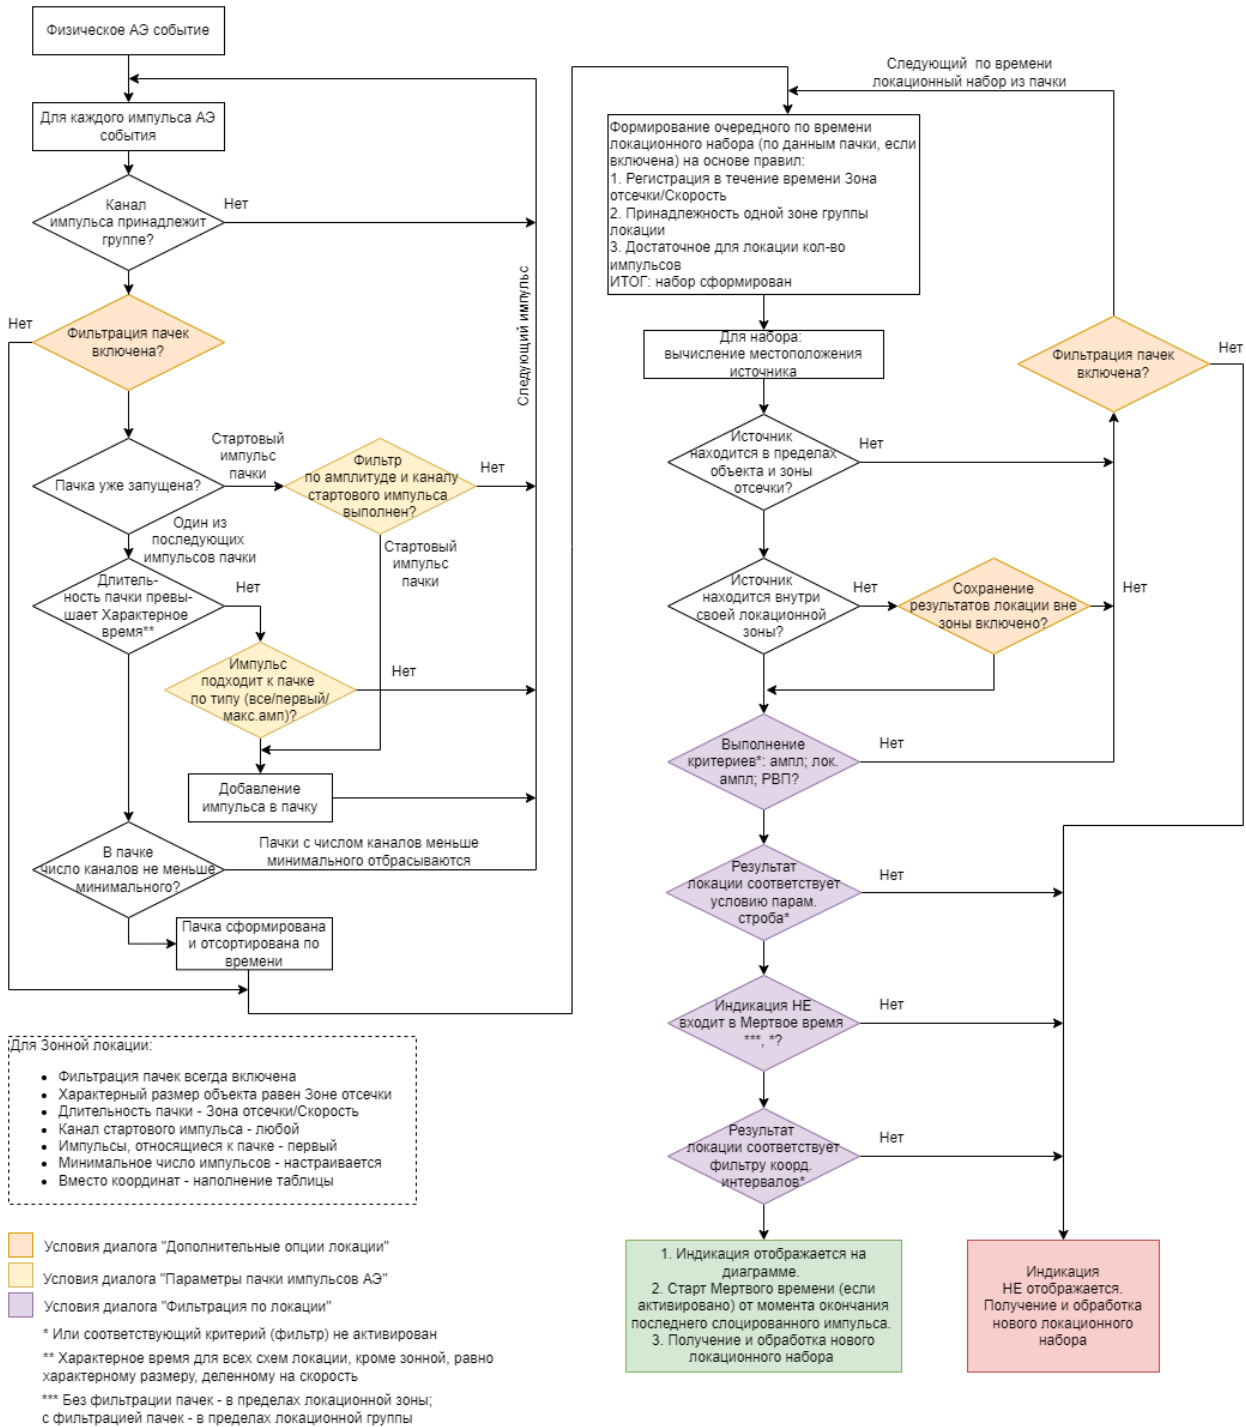 Физическое АЭ событие
Для каждого импульса АЭ
события
Канал
импульса принадлежит
группе?
Нет
Фильтрация пачек
включена?
Нет
Следующий импульс
Пачка уже запущена?
Стартовый
импульс
пачки
Фильтр
по амплитуде и каналу
стартового импульса
выполнен?
Нет
Один из
последующих
импульсов пачки
Стартовый
импульс
пачки
Длитель-
ность пачки превы-
шает Характерное
время**
Нет
Импульс
подходит к пачке
по типу (все/первый/
макс.амп)?
Нет
Добавление
импульса в пачку
В пачке
число каналов не меньше
минимального?
Пачки с числом каналов меньше
минимального отбрасываются
Пачка сформирована
и отсортирована по
времени
Следующий по времени
локационный набор из пачки
Формирование очередного по времени
локационного набора (по данным пачки, если
включена) на основе правил:
1. Регистрация в течение времени Зона
отсечки/Скорость
2. Принадлежность одной зоне группы
локации
3. Достаточное для локации кол-во
импульсов
ИТОГ: набор сформирован
Для набора:
вычисление местоположения
источника
Фильтрация пачек
включена?
Нет
Источник
находится в пределах
объекта и зоны
отсечки?
Нет
Источник
находится внутри
своей локационной
зоны?
Нет
Сохранение
результатов локации вне
зоны включено?
Нет
Выполнение
критериев*: ампл; лок.
ампл; РВП?
Нет
Результат
локации соответствует
условию парам.
строба*
Нет
Индикация НЕ
входит в Мертвое время
***, *?
Нет
Результат
локации соответствует
фильтру коорд.
интервалов*
Нет
1. Индикация отображается на
диаграмме.
2. Старт Мертвого времени (если
активировано) от момента окончания
последнего слоцированного импульса.
3. Получение и обработка нового
локационного набора
Индикация
НЕ отображается.
Получение и обработка
нового локационного
набора
Для Зонной локации:
• Фильтрация пачек всегда включена
• Характерный размер объекта равен Зоне отсечки
• Длительность пачки - Зона отсечки/Скорость
• Канал стартового импульса - любой
• Импульсы, относящиеся к пачке - первый
• Минимальное число импульсов - настраивается
• Вместо координат - наполнение таблицы
Условия диалога "Дополнительные опции локации"
Условия диалога "Параметры пачки импульсов АЭ"
Условия диалога "Фильтрация по локации"
* Или соответствующий критерий (фильтр) не активирован
** Характерное время для всех схем локации, кроме зонной, равно
характерному размеру, деленному на скорость
*** Без фильтрации пачек - в пределах локационной зоны;
с фильтрацией пачек - в пределах локационной группы